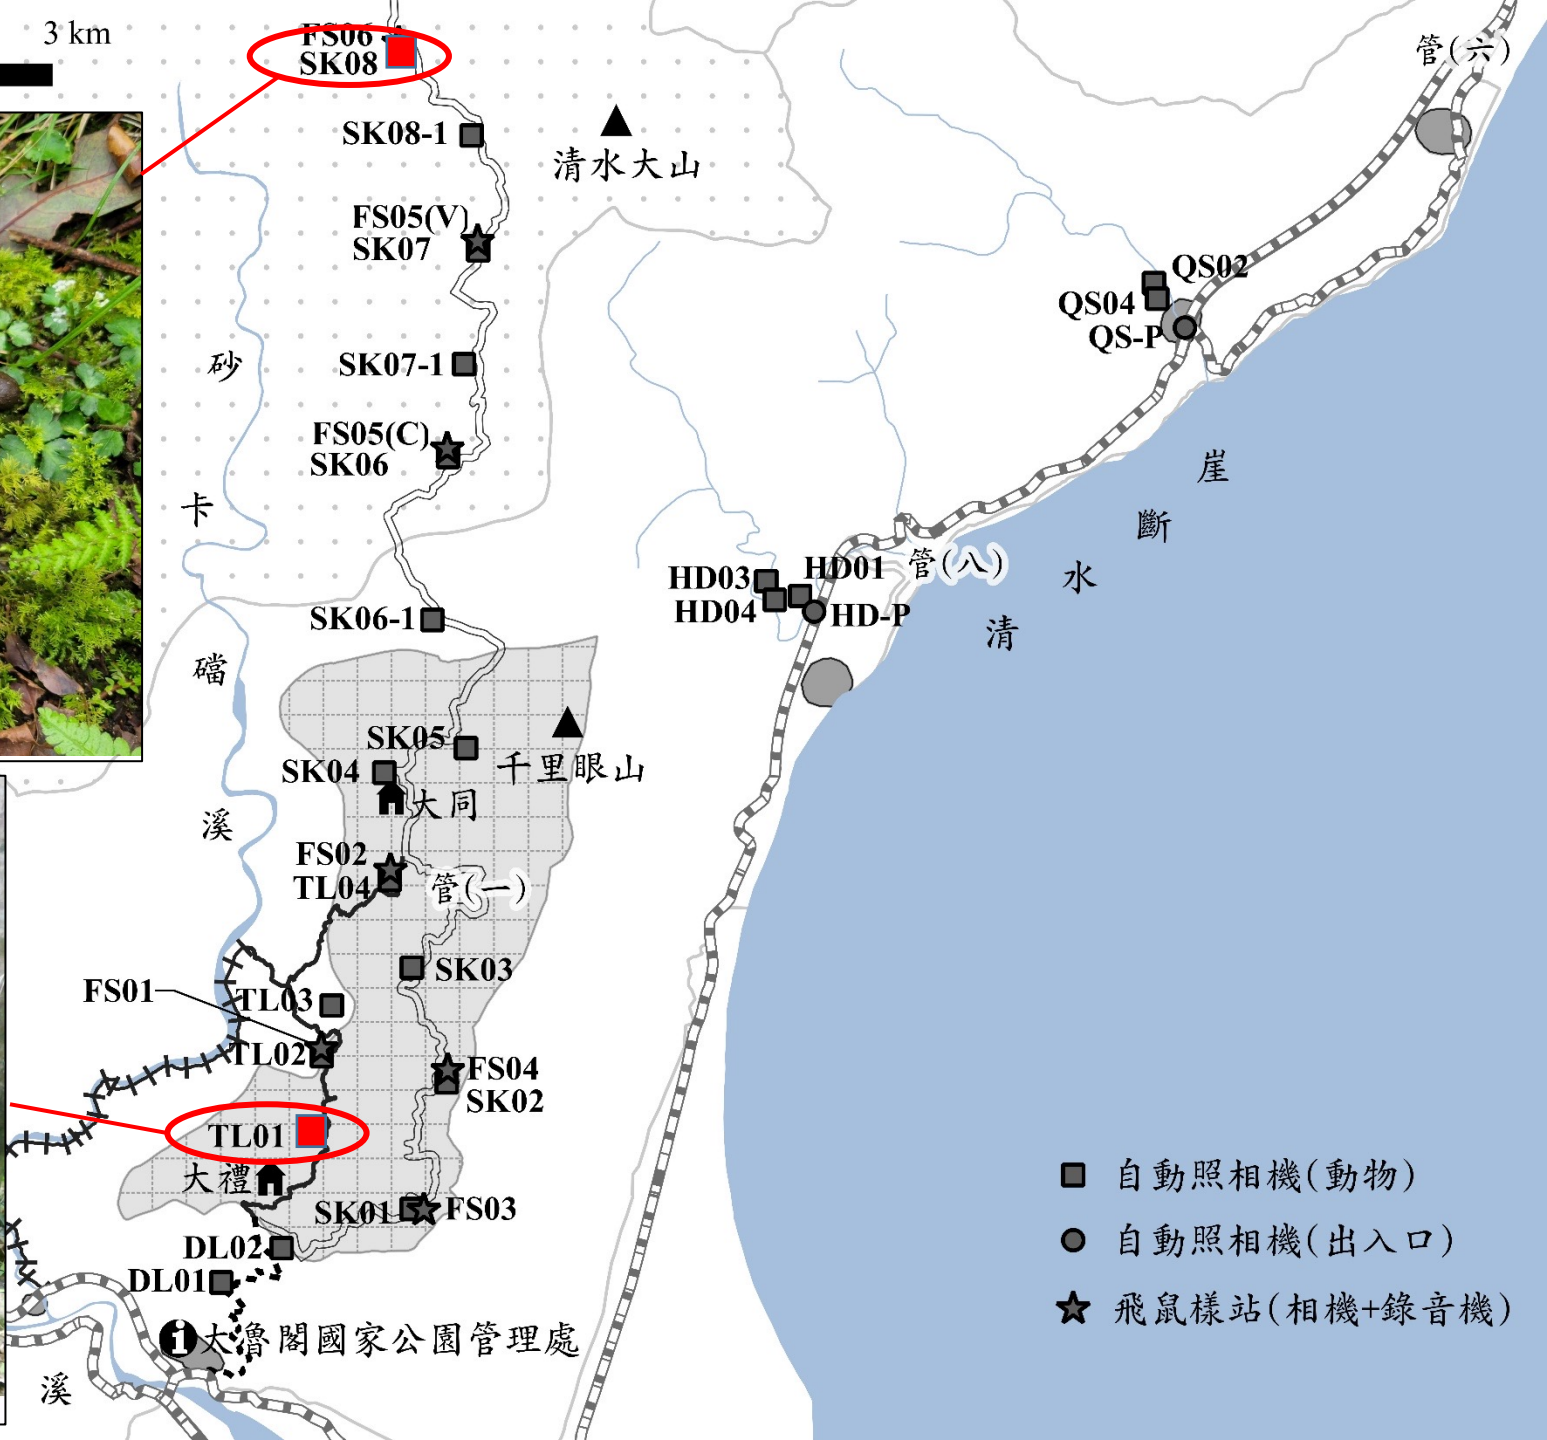 3 km
FS06
SK08
管(六)
SK08-1
清水大山
FS05(V)
SK07
QS02
QS04
QS-P
砂
SK07-1
FS05(C)
SK06
崖
卡
斷
HD03
HD01
管(八)
水
HD04
HD-P
SK06-1
清
礑
SK05
千里眼山
SK04
大同
溪
FS02
TL04
管(一)
SK03
FS01
TL03
TL02
FS04
SK02
TL01
大禮
自動照相機(動物)
SK01
FS03
DL02
自動照相機(出入口)
DL01
飛鼠樣站(相機+錄音機)
太魯閣國家公園管理處
溪